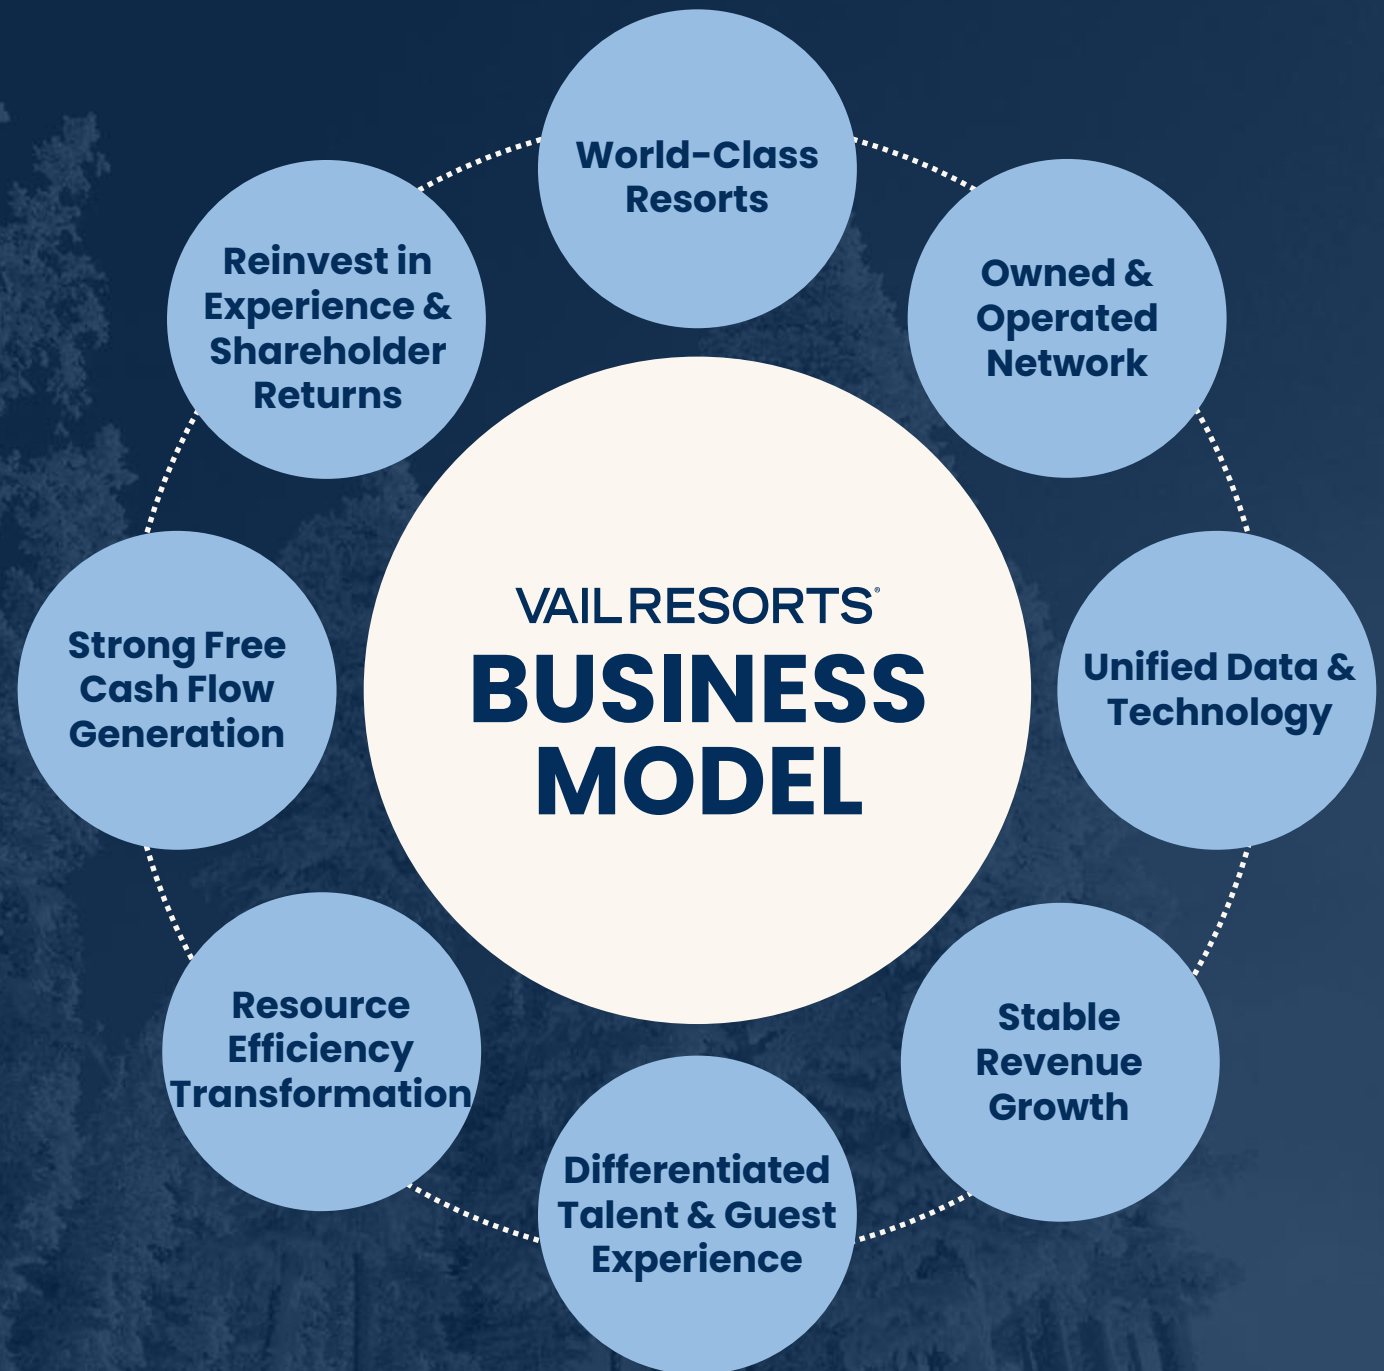 World-Class
Resorts
Owned &
Operated
Network
Unified Data &
Technology
Stable
Revenue
Growth
Differentiated
Talent & Guest
Experience
Resource
Efficiency
Transformation
Strong Free
Cash Flow
Generation
Reinvest in
Experience &
Shareholder
Returns
VAIL RESORTS®
BUSINESS
MODEL